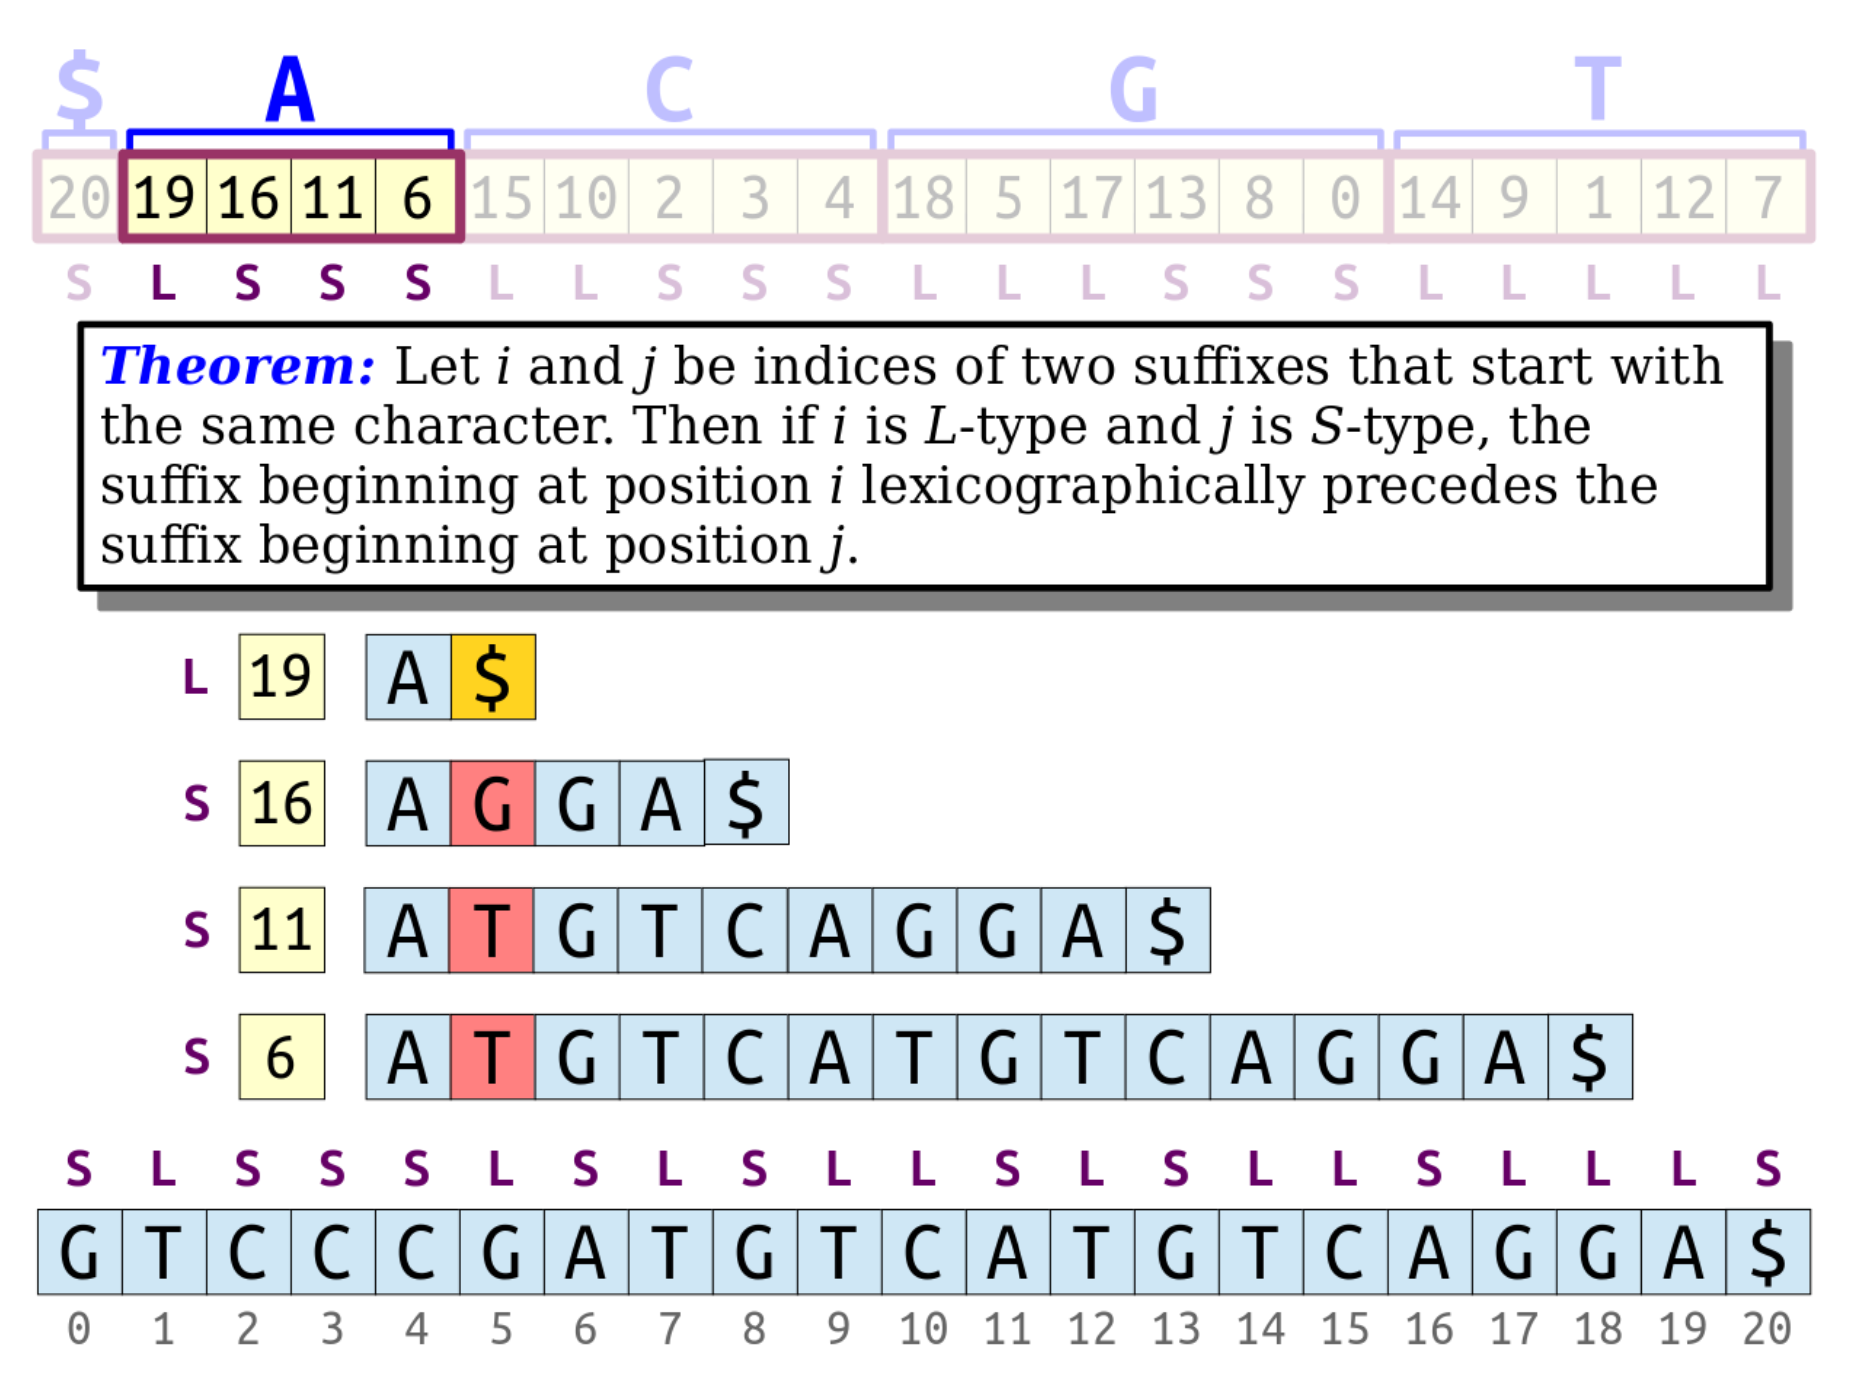 $ A C G T
20 19 16 11 6 15 10 2 3 4 18 5 17 13 8 0 14 9 1 12 7
S L S S S L L S S S L L L S S S L L L L L
Theorem: Let i and j be indices of two suffixes that start with
the same character. Then if i is L-type and j is S-type, the
suffix beginning at position i lexicographically precedes the
suffix beginning at position j.
L 19 A $
S 16 A G G A $
S 11 A T G T C A G G A $
S 6 A T G T C A T G T C A G G A $
S L S S S L S L S L L S L S L L S L L L S
G T C C C G A T G T C A T G T C A G G A $
0 1 2 3 4 5 6 7 8 9 10 11 12 13 14 15 16 17 18 19 20